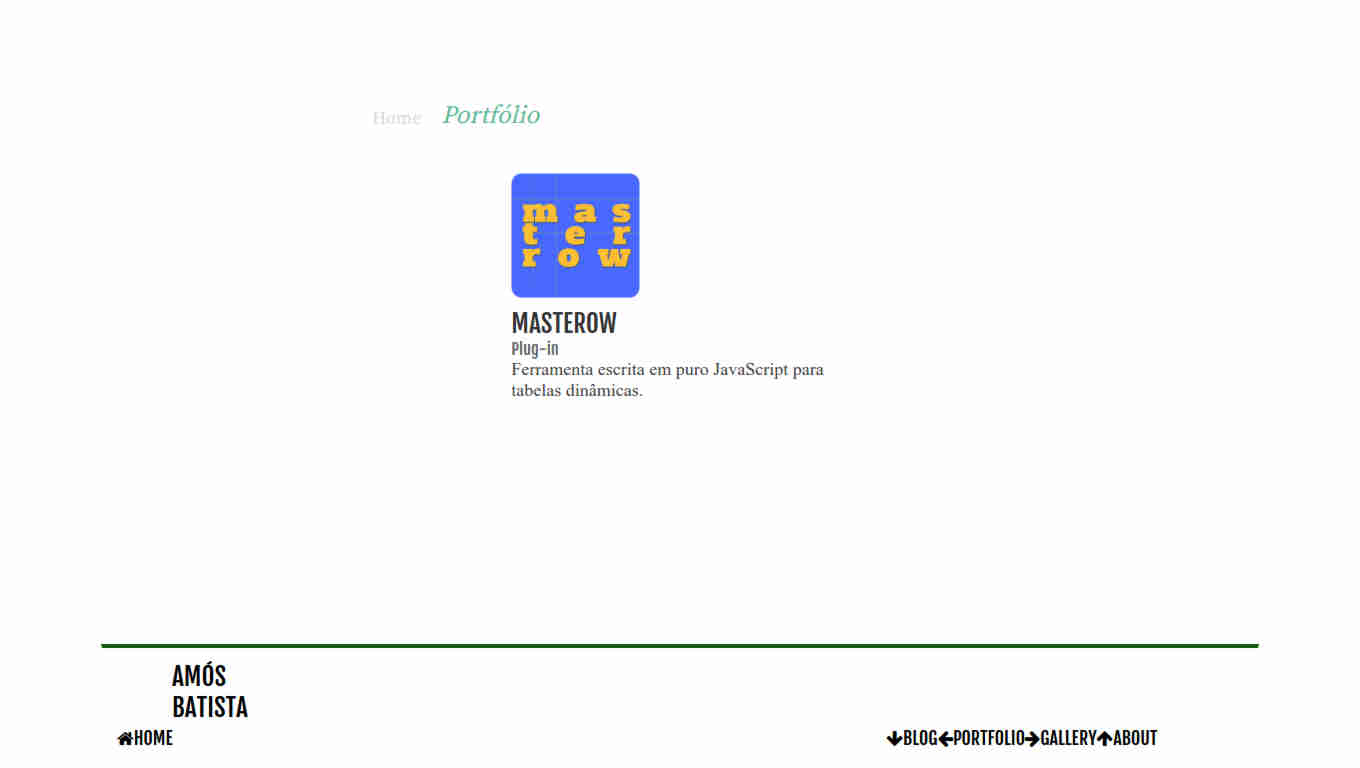 Home Portfólio
mas
ter
row
MASTEROW
Plug-in
Ferramenta escrita em puro JavaScript para
tabelas dinâmicas.
AMÓS
BATISTA
HOME BLOG PORTFOLIO GALLERY ABOUT